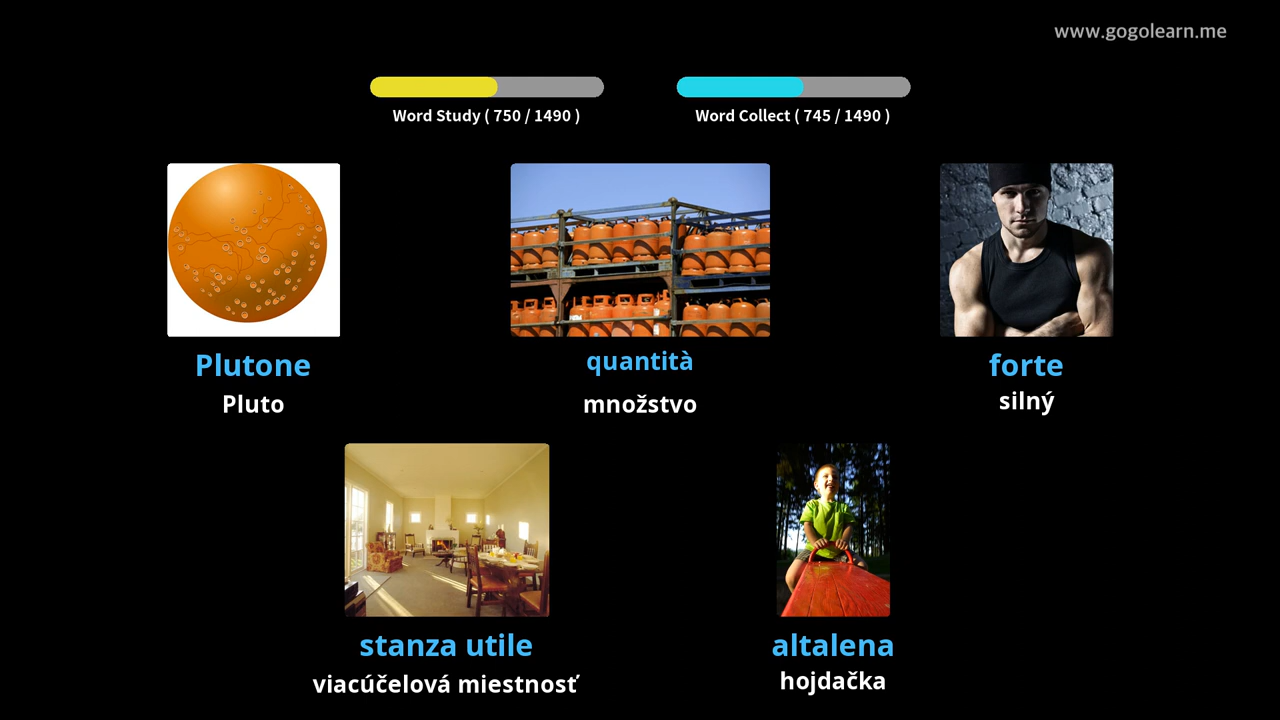 www.gogolearn.me
Word Study ( 750 / 1490 )
Word Collect ( 745 / 1490 )
Plutone
Pluto
quantità
množstvo
forte
silný
stanza utile
viacúčelová miestnosť
altalena
hojdačka